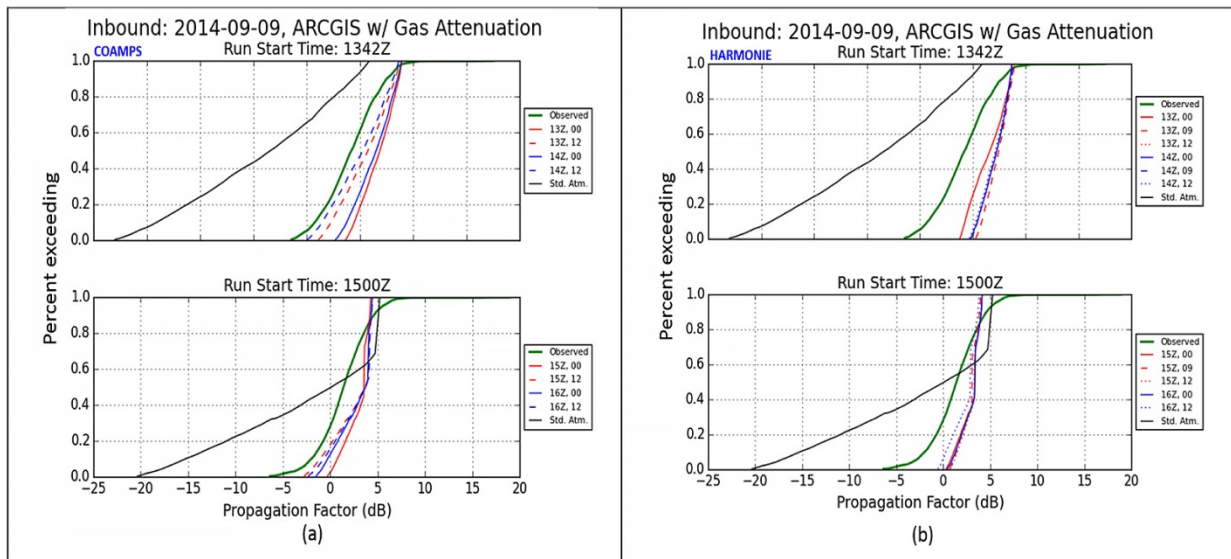 Inbound: 2014-09-09, ARCGIS w/ Gas Attenuation
COAMPS
Run Start Time: 1342Z
1.0
0.8
0.6
0.4
0.2
0.0
Observed
13Z, 00
13Z, 12
14Z, 00
14Z, 12
Std. Atm.
Percent exceeding
Run Start Time: 1500Z
1.0
0.8
0.6
0.4
0.2
0.0
Observed
15Z, 00
15Z, 12
16Z, 00
16Z, 12
Std. Atm.
−25 −20 −15 −10 −5 0 5 10 15 20
Propagation Factor (dB)
(a)
Inbound: 2014-09-09, ARCGIS w/ Gas Attenuation
HARMONIE
Run Start Time: 1342Z
1.0
0.8
0.6
0.4
0.2
0.0
Observed
13Z, 00
13Z, 09
13Z, 12
14Z, 00
14Z, 09
14Z, 12
Std. Atm.
Percent exceeding
Run Start Time: 1500Z
1.0
0.8
0.6
0.4
0.2
0.0
Observed
15Z, 00
15Z, 09
15Z, 12
16Z, 00
16Z, 12
Std. Atm.
−25 −20 −15 −10 −5 0 5 10 15 20
Propagation Factor (dB)
(b)